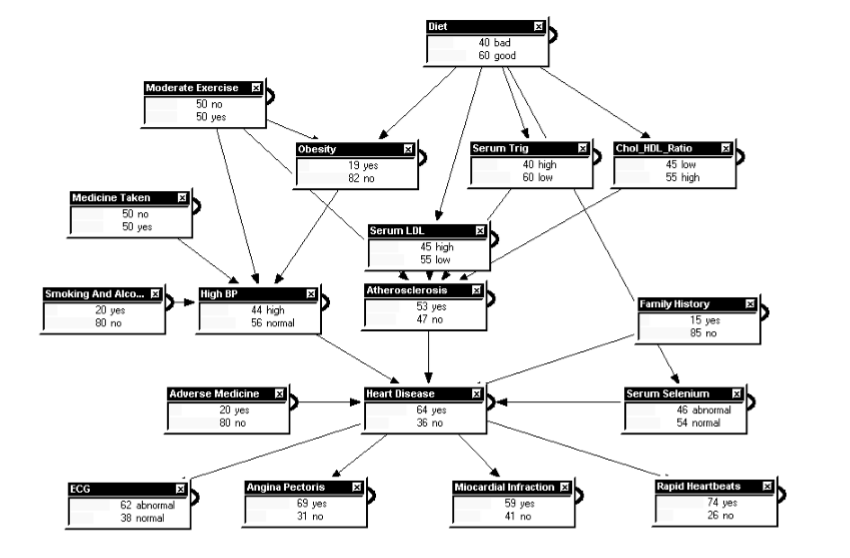 Diet
40 bad
60 good
Moderate Exercise
50 no
50 yes
Obesity
19 yes
82 no
Serum Trig
40 high
60 low
Chol_HDL_Ratio
45 low
55 high
Medicine Taken
50 no
50 yes
Serum LDL
45 high
55 low
Smoking And Alco...
20 yes
80 no
High BP
44 high
56 normal
Atherosclerosis
53 yes
47 no
Family History
15 yes
85 no
Adverse Medicine
20 yes
80 no
Heart Disease
64 yes
36 no
Serum Selenium
46 abnormal
54 normal
ECG
62 abnormal
38 normal
Angina Pectoris
69 yes
31 no
Miocardial Infraction
59 yes
41 no
Rapid Heartbeats
74 yes
26 no